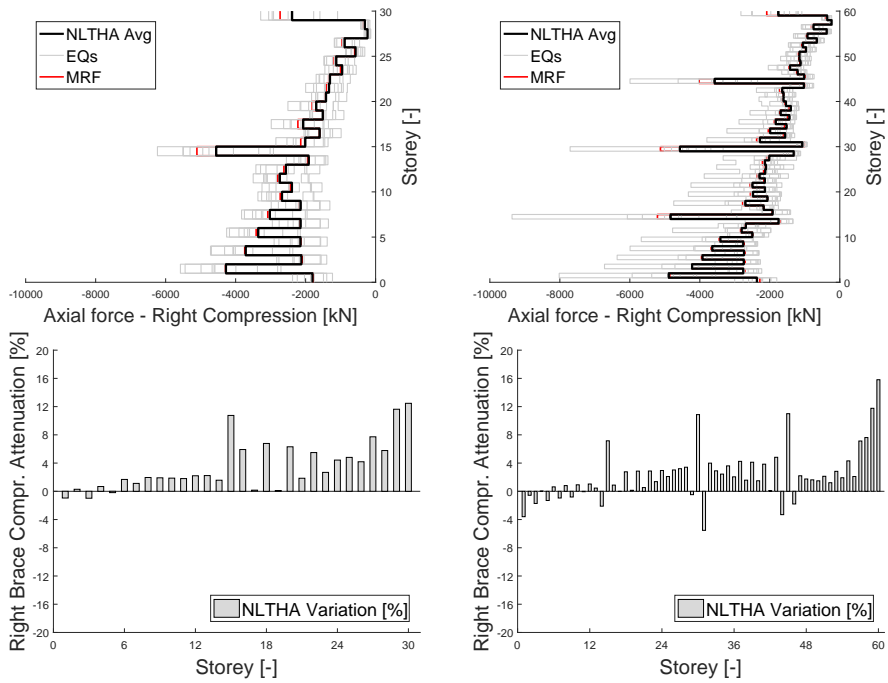 NLTHA Avg
EQs
MRF
30
25
20
15
10
5
0
Storey [-]
-10000 -8000 -6000 -4000 -2000 0
Axial force - Right Compression [kN]
NLTHA Avg
EQs
MRF
60
50
40
30
20
10
0
Storey [-]
-10000 -8000 -6000 -4000 -2000 0
Axial force - Right Compression [kN]
Right Brace Compr. Attenuation [%]
20
16
12
8
4
0
-4
-8
-12
-16
-20
NLTHA Variation [%]
0 6 12 18 24 30
Storey [-]
Right Brace Compr. Attenuation [%]
20
16
12
8
4
0
-4
-8
-12
-16
-20
NLTHA Variation [%]
0 12 24 36 48 60
Storey [-]